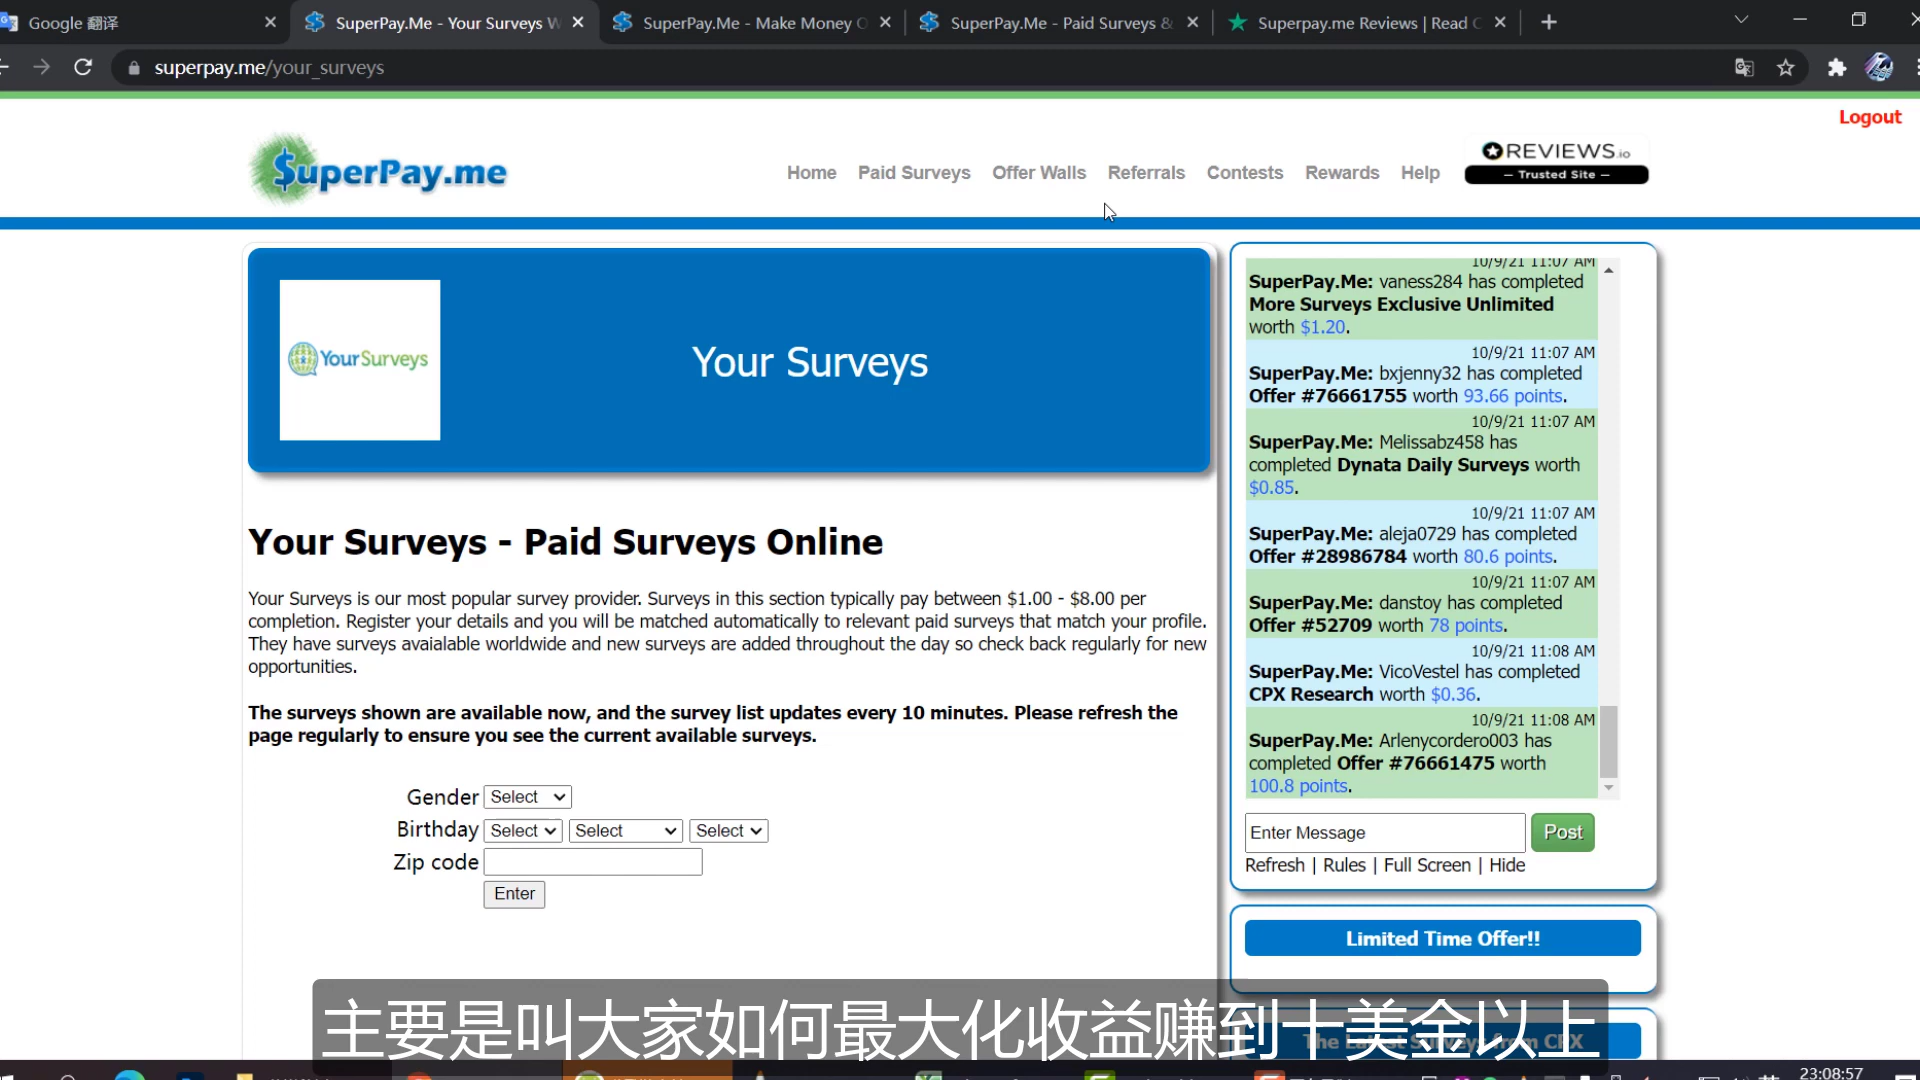 Google 翻译
SuperPay.Me - Your Surveys W
SuperPay.Me - Make Money O
SuperPay.Me - Paid Surveys &
Superpay.me Reviews | Read C
superpay.me/your_surveys
Logout
$uperPay.me
Home Paid Surveys Offer Walls Referrals Contests Rewards Help
REVIEWS.io
— Trusted Site —
YourSurveys
Your Surveys
Your Surveys - Paid Surveys Online
Your Surveys is our most popular survey provider. Surveys in this section typically pay between $1.00 - $8.00 per
completion. Register your details and you will be matched automatically to relevant paid surveys that match your profile.
They have surveys avaialable worldwide and new surveys are added throughout the day so check back regularly for new
opportunities.
The surveys shown are available now, and the survey list updates every 10 minutes. Please refresh the
page regularly to ensure you see the current available surveys.
Gender Select
Birthday Select Select Select
Zip code
Enter
10/9/21 11:07 AM
SuperPay.Me: vaness284 has completed
More Surveys Exclusive Unlimited
worth $1.20.
10/9/21 11:07 AM
SuperPay.Me: bxjenny32 has completed
Offer #76661755 worth 93.66 points.
10/9/21 11:07 AM
SuperPay.Me: Melissabz458 has
completed Dynata Daily Surveys worth
$0.85.
10/9/21 11:07 AM
SuperPay.Me: aleja0729 has completed
Offer #28986784 worth 80.6 points.
10/9/21 11:07 AM
SuperPay.Me: danstoy has completed
Offer #52709 worth 78 points.
10/9/21 11:08 AM
SuperPay.Me: VicoVestel has completed
CPX Research worth $0.36.
10/9/21 11:08 AM
SuperPay.Me: Arlenycordero003 has
completed Offer #76661475 worth
100.8 points.
Enter Message
Post
Refresh | Rules | Full Screen | Hide
Limited Time Offer!!
The Latest Surveys from CPX
主要是叫大家如何最大化收益赚到十美金以上
23:08:57